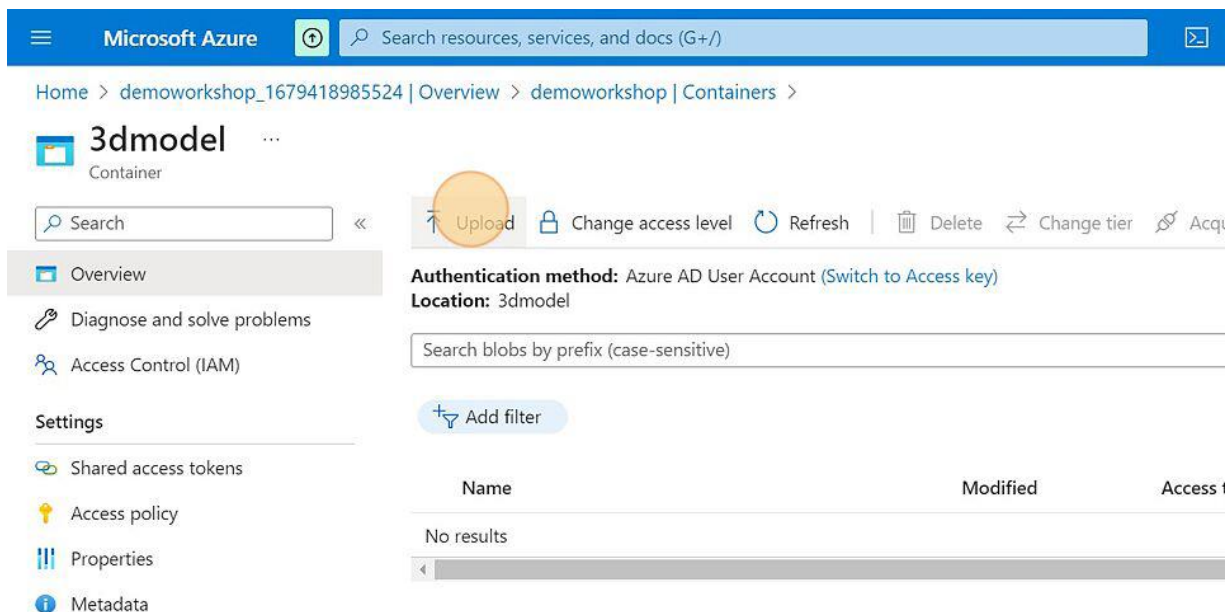 Microsoft Azure
Search resources, services, and docs (G+/)
Home > demoworkshop_1679418985524 | Overview > demoworkshop | Containers >
3dmodel ...
Container
Search «
Upload Change access level Refresh Delete Change tier
Overview
Authentication method: Azure AD User Account (Switch to Access key)
Location: 3dmodel
Diagnose and solve problems
Search blobs by prefix (case-sensitive)
Access Control (IAM)
Add filter
Settings
Shared access tokens
Name Modified Access
Access policy
No results
Properties
Metadata